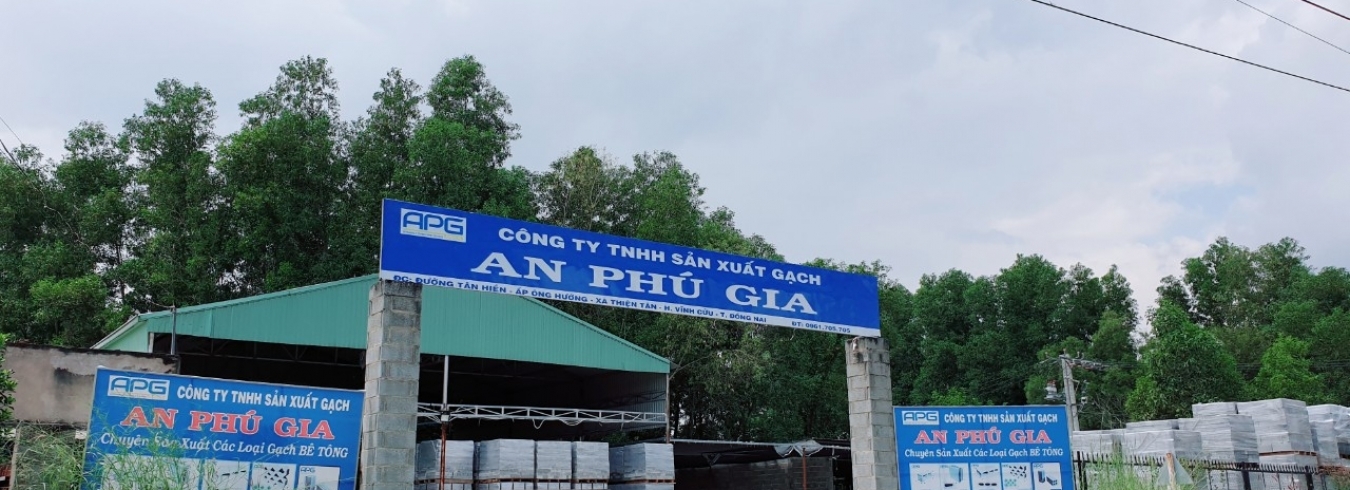 APG
CÔNG TY TNHH SẢN XUẤT GẠCH
AN PHÚ GIA
ĐC: ĐƯỜNG TÂN HIỀN - ẤP ÔNG HƯỜNG - XÃ THIỆN TÂN - H. VĨNH CỬU - T. ĐỒNG NAI
ĐT: 0961.705.705
APG CÔNG TY TNHH SẢN XUẤT GẠCH
AN PHÚ GIA
Chuyên Sản Xuất Các Loại Gạch BÊ TÔNG
APG CÔNG TY TNHH SẢN XUẤT GẠCH
AN PHÚ GIA
Chuyên Sản Xuất Các Loại Gạch BÊ TÔNG